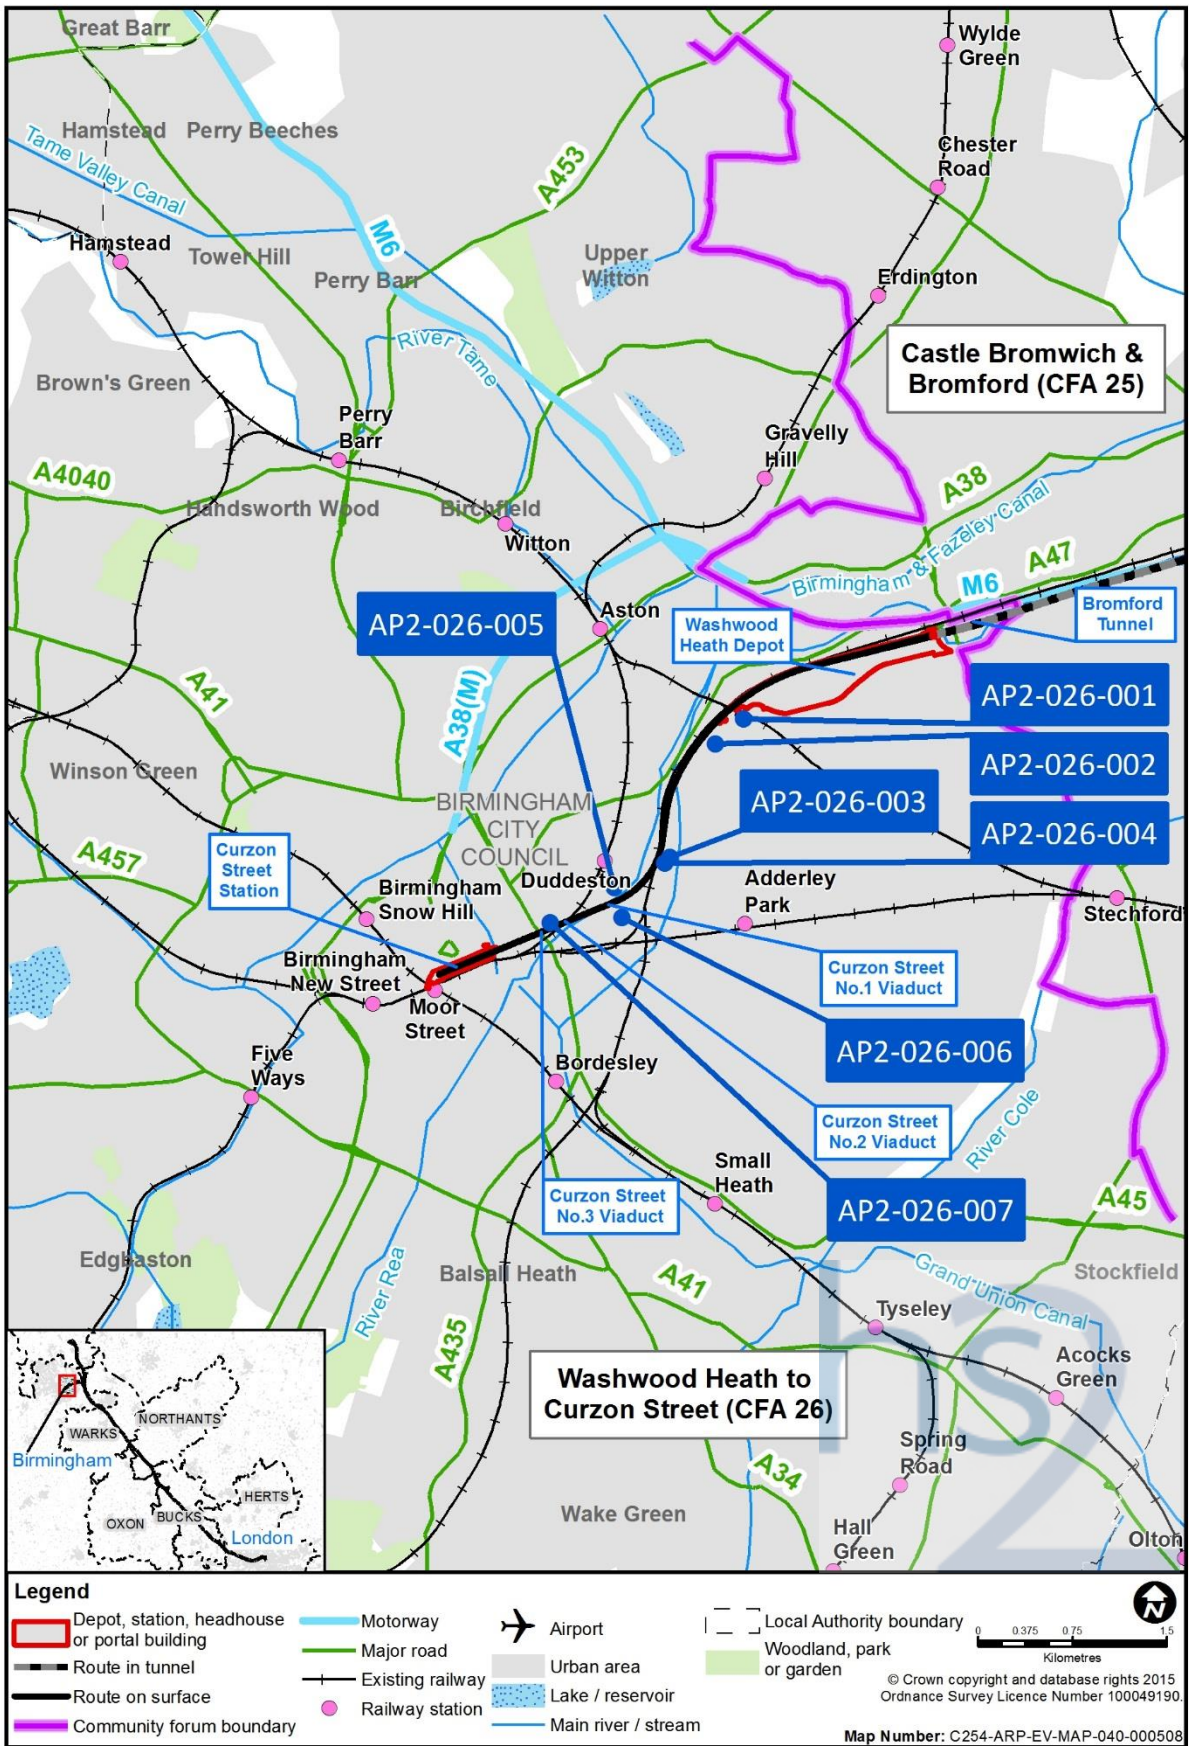 Great Barr
Wylde
Green
Hamstead
Perry Beeches
Tame Valley Canal
A453
Chester
Road
M6
Hamstead
Tower Hill
Perry Barr
Upper
Witton
Erdington
River Tame
Castle Bromwich &
Bromford (CFA 25)
Brown's Green
Perry
Barr
Gravelly
Hill
A4040
A38
Handsworth Wood
Birchfield
Witton
Birmingham & Fazeley Canal
A47
M6
AP2-026-005
Aston
Washwood
Heath Depot
Bromford
Tunnel
A41
A38(M)
AP2-026-001
Winson Green
AP2-026-002
BIRMINGHAM
CITY
COUNCIL
AP2-026-003
AP2-026-004
A457
Curzon
Street
Station
Duddeston
Birmingham
Snow Hill
Adderley
Park
Stechford
Birmingham
New Street
Moor
Street
Curzon Street
No.1 Viaduct
AP2-026-006
Five
Ways
Bordesley
Curzon Street
No.2 Viaduct
River Cole
Small
Heath
Curzon Street
No.3 Viaduct
AP2-026-007
A45
Edgbaston
River Rea
Balsall Heath
A41
Grand Union Canal
Stockfield
Tyseley
A435
Acocks
Green
Washwood Heath to
Curzon Street (CFA 26)
hs2
Spring
Road
A34
Wake Green
Hall
Green
Olton
NORTHANTS
WARKS
Birmingham
HERTS
OXON
BUCKS
London
Legend
Depot, station, headhouse
or portal building
Route in tunnel
Route on surface
Community forum boundary
Motorway
Major road
Existing railway
Railway station
Airport
Urban area
Lake / reservoir
Main river / stream
Local Authority boundary
Woodland, park
or garden
N
0 0.375 0.75 1.5
Kilometres
© Crown copyright and database rights 2015
Ordnance Survey Licence Number 100049190.
Map Number: C254-ARP-EV-MAP-040-000508